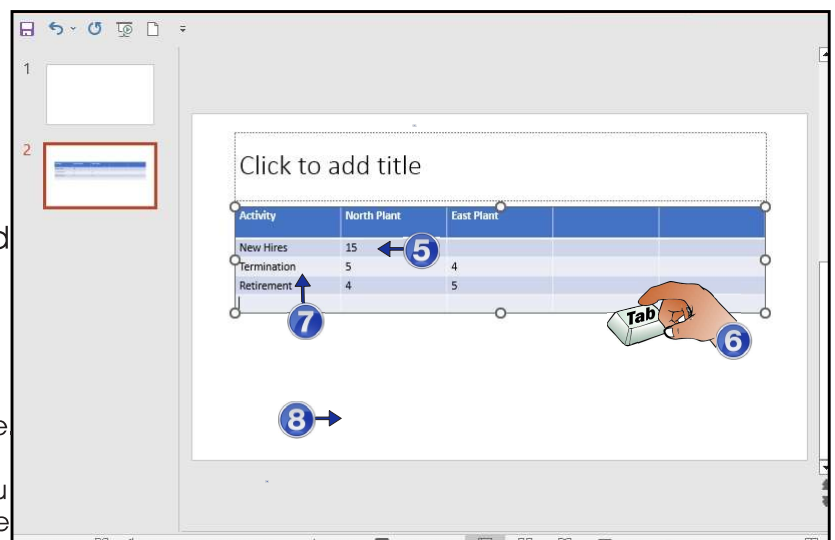 1
2
Click to add title
Activity North Plant East Plant
New Hires 15 5
Termination 5 4
Retirement 4 5
7
Tab
6
8
d
e.
u
e